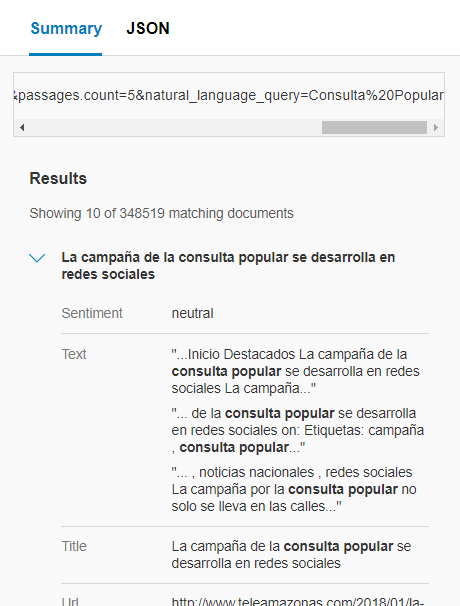 Summary JSON
&passages.count=5&natural_language_query=Consulta%20Popular
Results
Showing 10 of 348519 matching documents
La campaña de la consulta popular se desarrolla en
redes sociales
Sentiment neutral
Text "...Inicio Destacados La campaña de la
consulta popular se desarrolla en redes
sociales La campaña..."
"... de la consulta popular se desarrolla
en redes sociales on: Etiquetas: campaña
, consulta popular..."
"... , noticias nacionales , redes sociales
La campaña por la consulta popular no
solo se lleva en las calles..."
Title La campaña de la consulta popular se
desarrolla en redes sociales
Url http://www.teleamazonas.com/2018/01/la-